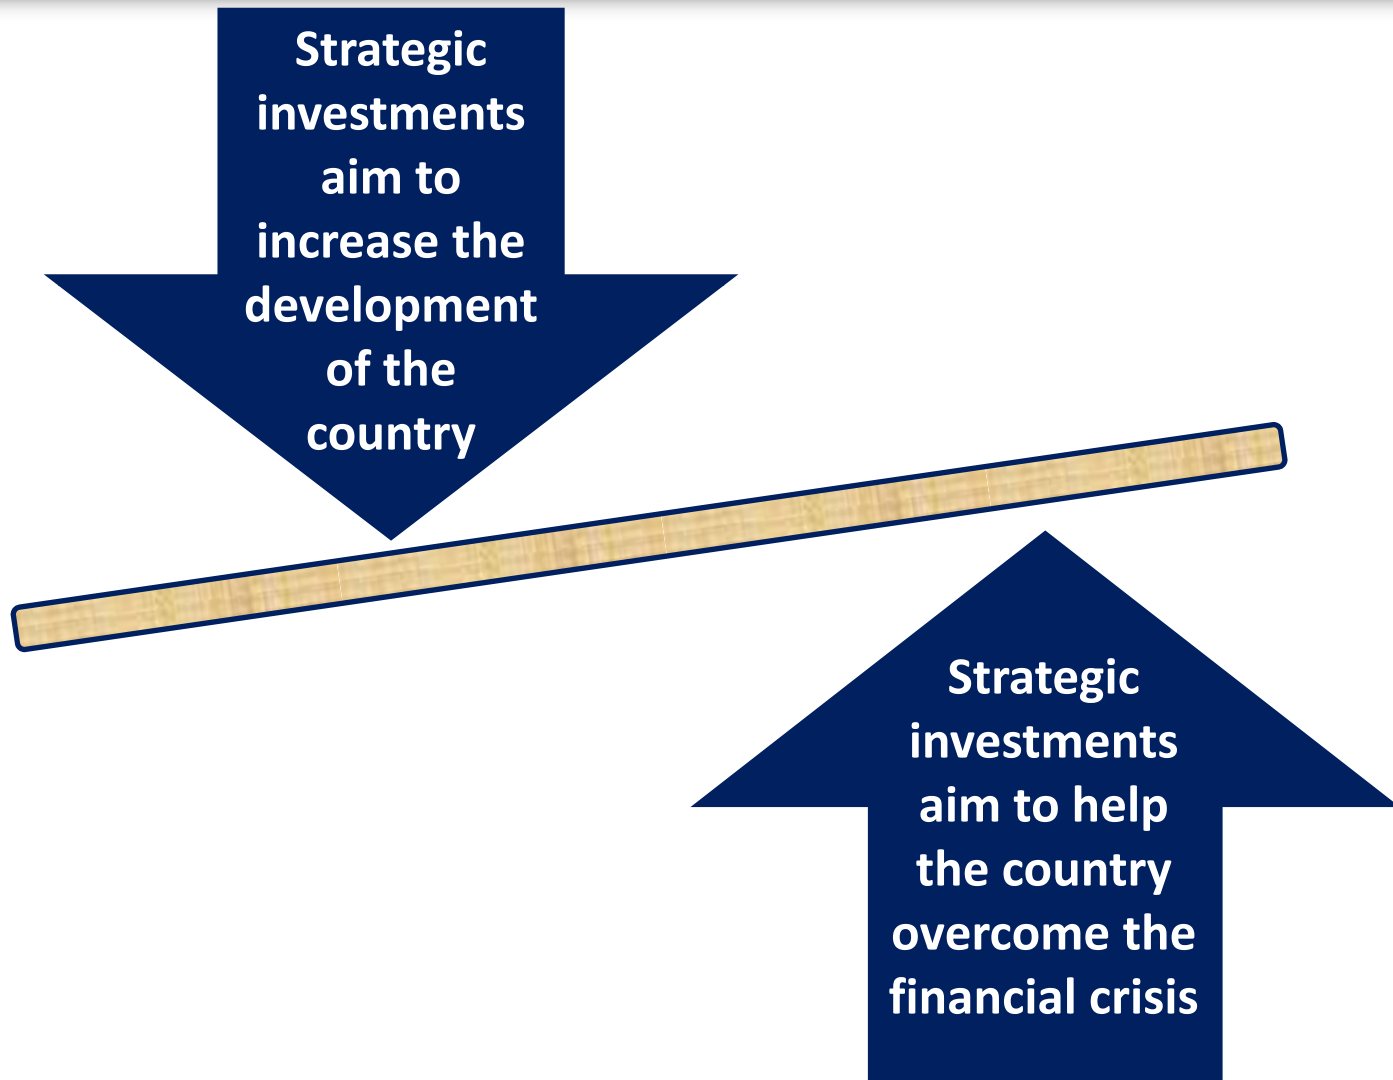 Strategic
investments
aim to
increase the
development
of the
country
Strategic
investments
aim to help
the country
overcome the
financial crisis